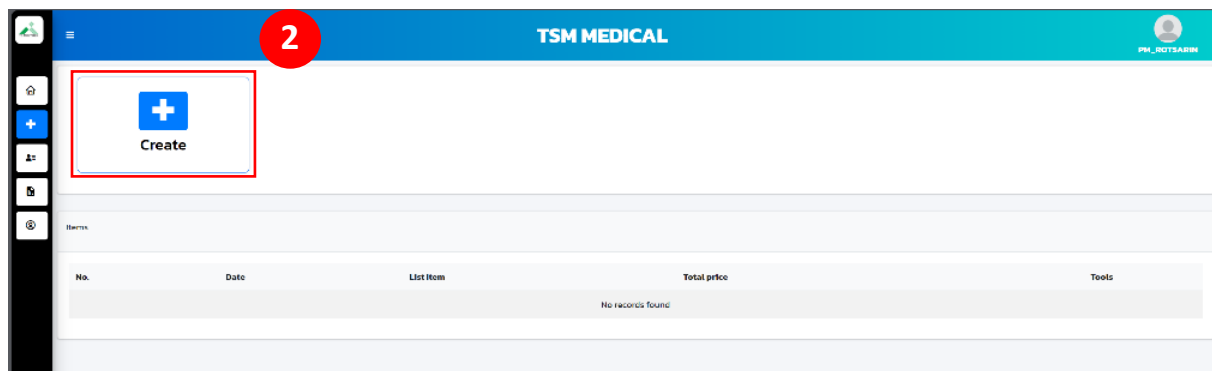 2
TSM MEDICAL
PM_ROTSARIN
Create
Items
No. Date List Item Total price Tools
No records found